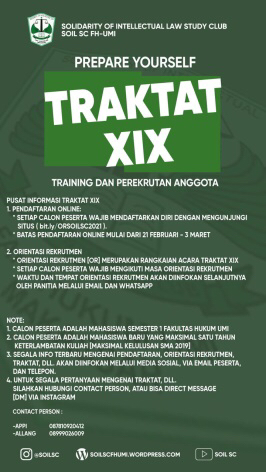 SOLIDARITY OF INTELLECTUAL LAW STUDY CLUB
SOIL SC FH-UMI
PREPARE YOURSELF
TRAKTAT
XIX
TRAINING DAN PEREKRUTAN ANGGOTA
PUSAT INFORMASI TRAKTAT XIX
1. PENDAFTARAN ONLINE:
* SETIAP CALON PESERTA WAJIB MENDAFTARKAN DIRI DENGAN MENGUNJUNGI
SITUS ( bit.ly/ORSOILSC2021 ).
* BATAS PENDAFTARAN ONLINE MULAI DARI 21 FEBRUARI - 3 MARET
2. ORIENTASI REKRUTMEN
* ORIENTASI REKRUTMEN [OR] MERUPAKAN RANGKAIAN ACARA TRAKTAT XIX
* SETIAP CALON PESERTA WAJIB MENGIKUTI MASA ORIENTASI REKRUTMEN
* WAKTU DAN TEMPAT ORIENTASI REKRUTMEN AKAN DIINFOKAN SELANJUTNYA
OLEH PANITIA MELALUI EMAIL DAN WHATSAPP
NOTE:
1. CALON PESERTA ADALAH MAHASISWA SEMESTER 1 FAKULTAS HUKUM UMI
2. CALON PESERTA ADALAH MAHASISWA BARU YANG MAKSIMAL SATU TAHUN
KETERLAMBATAN KULIAH [MAKSIMAL KELULUSAN SMA 2019]
3. SEGALA INFO TERBARU MENGENAI PENDAFTARAN, ORIENTASI REKRUTMEN,
TRAKTAT, DLL. AKAN DIINFOKAN MELALUI MEDIA SOSIAL, VIA EMAIL PESERTA,
DAN TELEPON.
4. UNTUK SEGALA PERTANYAAN MENGENAI TRAKTAT, DLL.
SILAHKAN HUBUNGI CONTACT PERSON, ATAU BISA DIRECT MESSAGE
[DM] VIA INSTAGRAM
CONTACT PERSON :
-APPI 087810920412
-ALLANG 08999026009
@SOILSC
SOILSCFHUMI.WORDPRESS.COM
SOIL SC